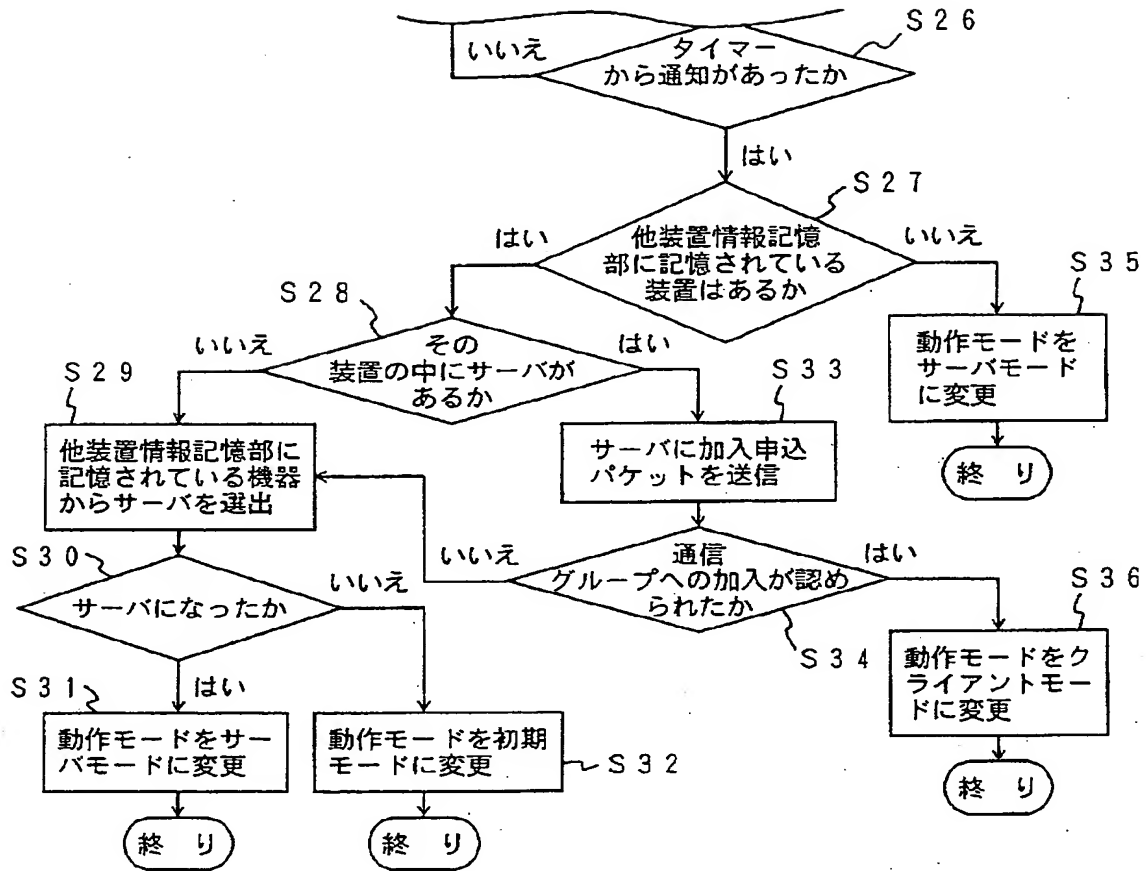 S26
いいえ
タイマー
から通知があったか
はい
S27
はい
他装置情報記憶
部に記憶されている
装置はあるか
いいえ
S35
S28
いいえ
その
装置の中にサーバが
あるか
はい
動作モードを
サーバモード
に変更
S29
S33
他装置情報記憶部に
記憶されている機器
からサーバを選出
サーバに加入申込
パケットを送信
終り
S30
いいえ
通信
グループへの加入が認め
られたか
はい
サーバになったか
いいえ
S36
S34
動作モードをク
ライアントモー
ドに変更
S31
はい
動作モードをサー
バモードに変更
動作モードを初期
モードに変更
S32
終り
終り
終り